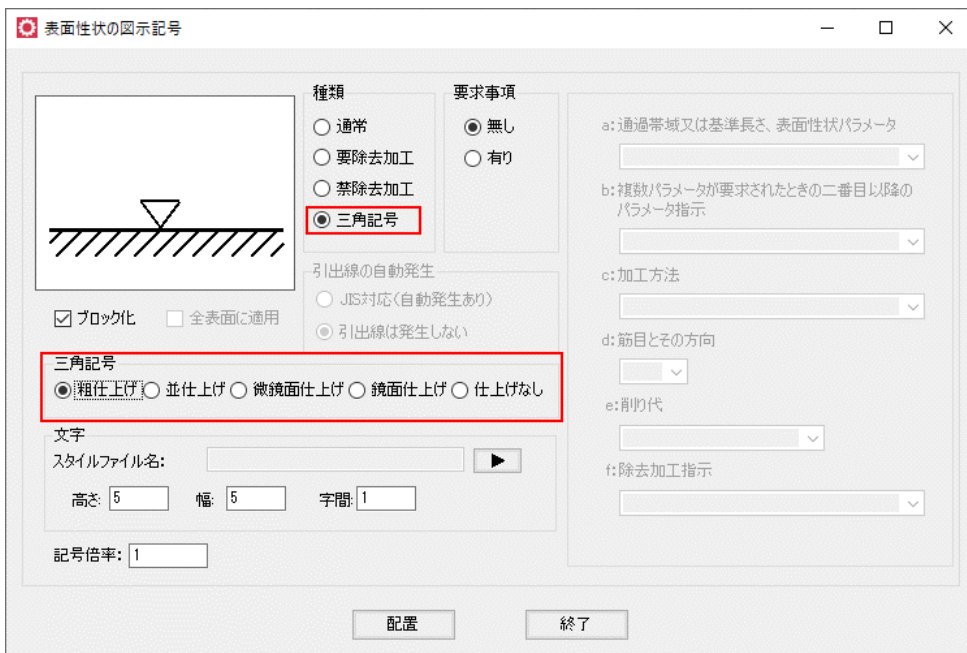 表面性状の図示記号
種類
通常
要除去加工
禁除去加工
三角記号
要求事項
無し
有り
引出線の自動発生
JIS対応(自動発生あり)
引出線は発生しない
ブロック化
全表面に適用
三角記号
粗仕上げ 並仕上げ 微鏡面仕上げ 鏡面仕上げ 仕上げなし
文字
スタイルファイル名:
高さ: 5 幅: 5 字間: 1
記号倍率: 1
a:通過帯域又は基準長さ、表面性状パラメータ
b:複数パラメータが要求されたときの二番目以降の
パラメータ指示
c:加工方法
d:筋目とその方向
e:削り代
f:除去加工指示
配置 終了